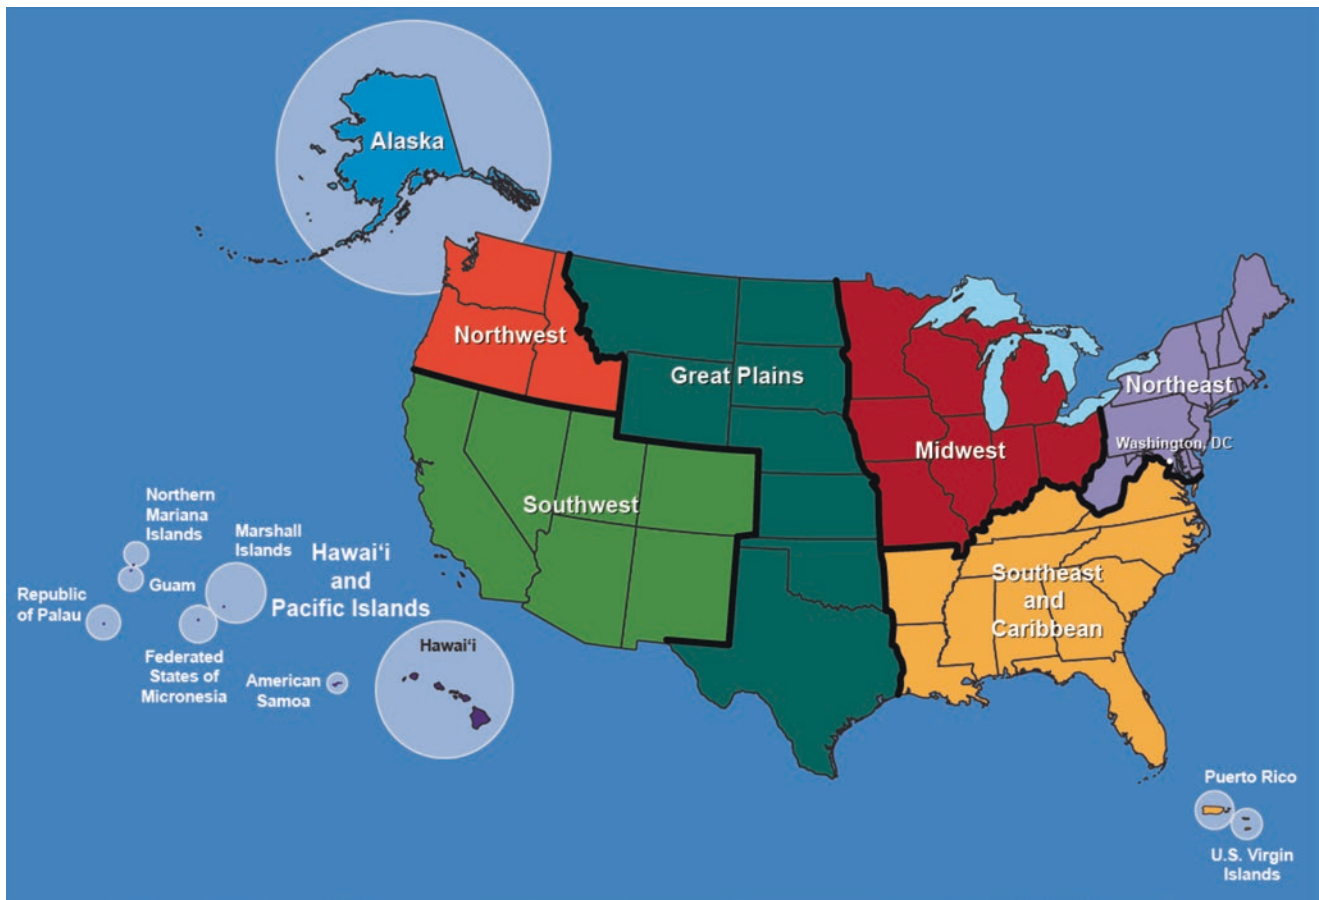 Alaska
Northwest
Great Plains
Northeast
Washington, DC
Midwest
Southwest
Northern
Mariana
Islands
Marshall
Islands
Hawai‘i
and
Pacific Islands
Guam
Republic
of Palau
Federated
States of
Micronesia
American
Samoa
Hawai‘i
Southeast
and
Caribbean
Puerto Rico
U.S. Virgin
Islands